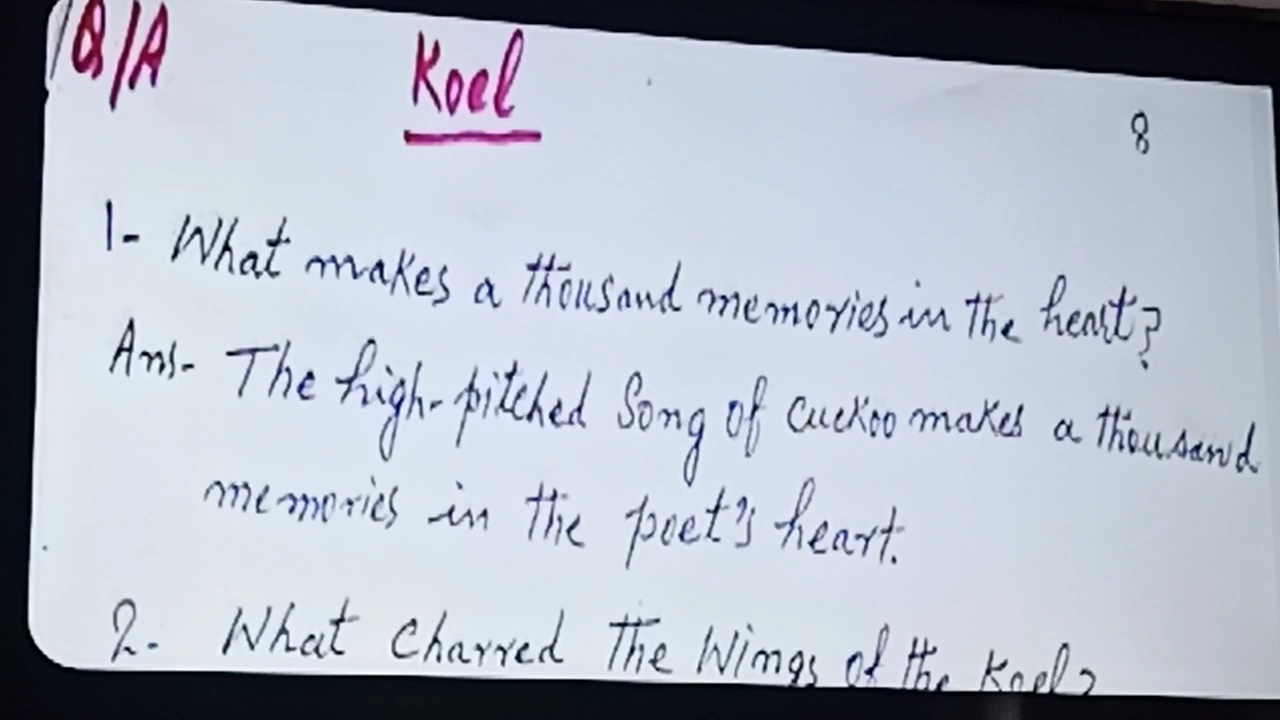 Q/A Koel
8
1- What makes a thousand memories in the heart?
Ans- The high-pitched Song of Cuckoo makes a thousand
memories in the poet's heart.
2. What Charred The Wings of the Koel?